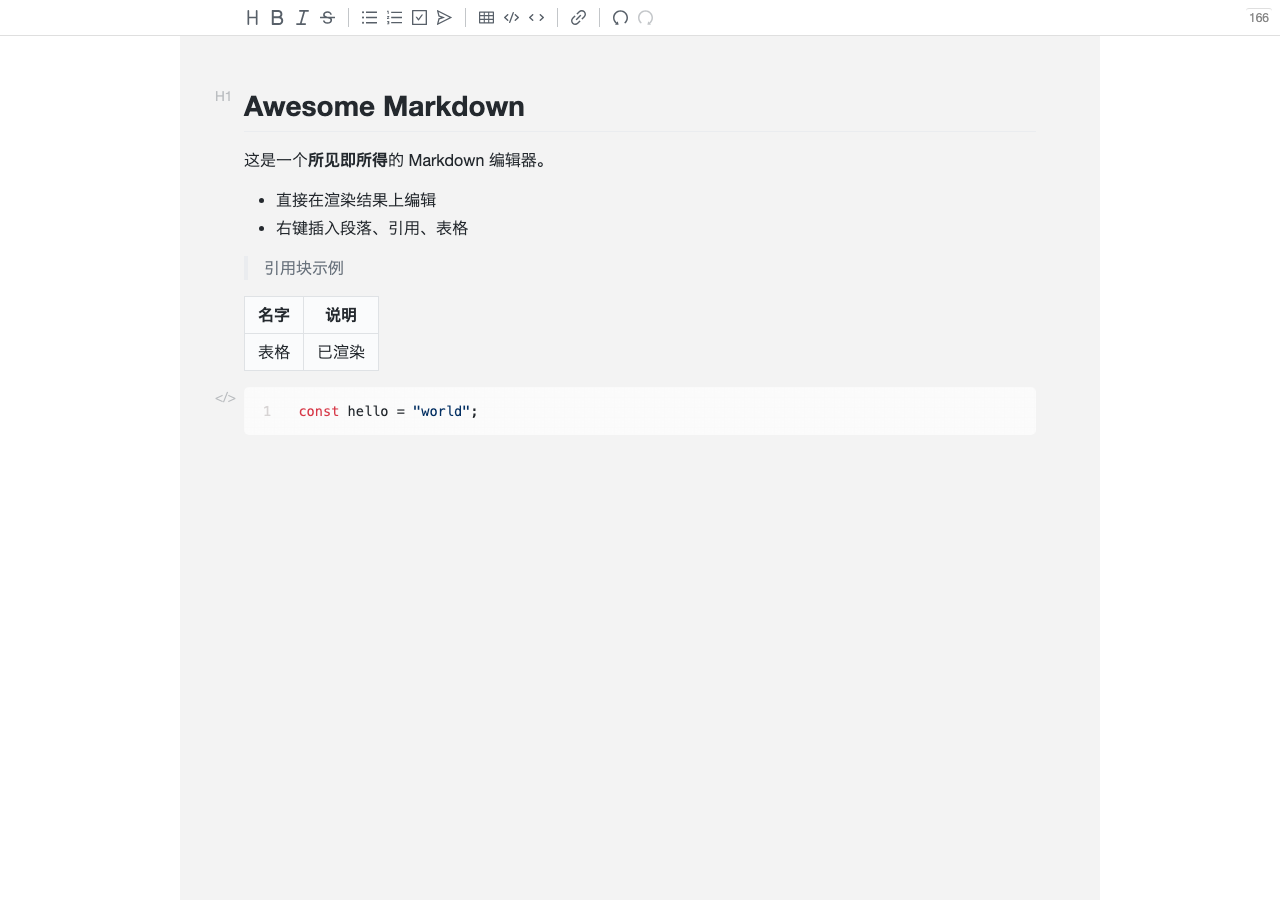 166
H1
Awesome Markdown
这是一个所见即所得的 Markdown 编辑器。
直接在渲染结果上编辑
右键插入段落、引用、表格
引用块示例
名字 说明
表格 已渲染
</>
1 const hello = "world";